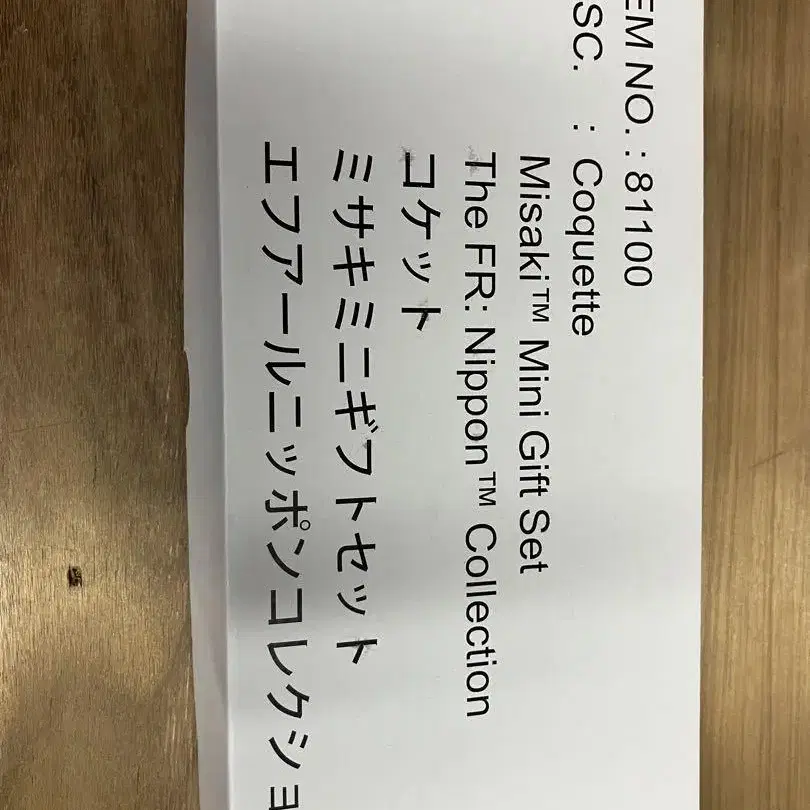 EM NO. : 81100
SC. : Coquette
Misaki™ Mini Gift Set
The FR: Nippon™ Collection
コケット
ミサキミニギフトセット
エフアールニッポンコレクショ